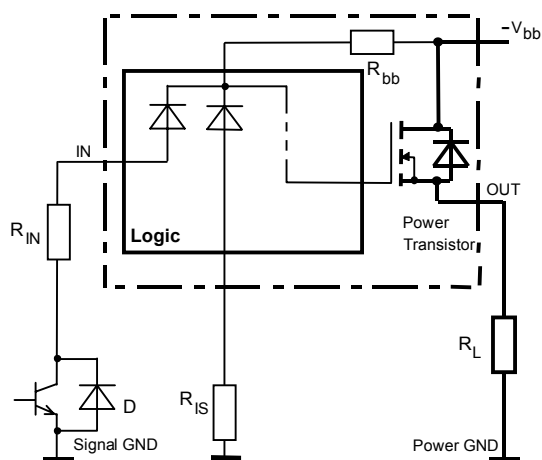 -Vbb
Rbb
IN
OUT
RIN
Logic
Power
Transistor
RL
D
RIS
Signal GND
Power GND